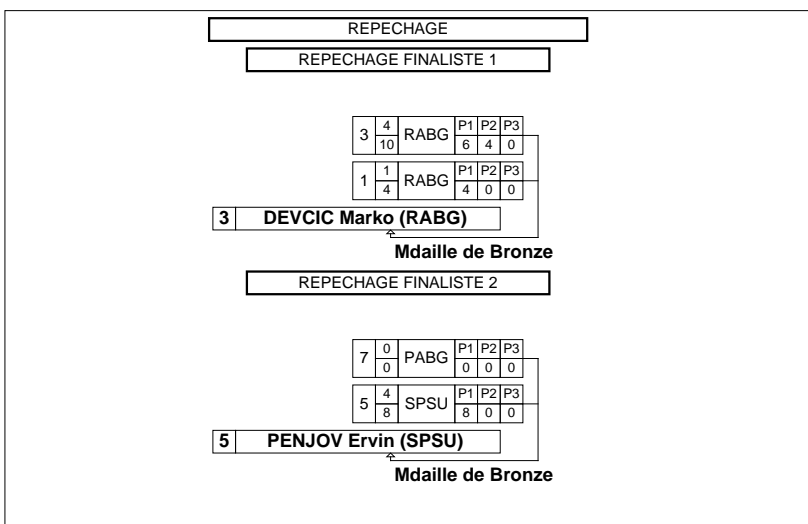 REPECHAGE
REPECHAGE FINALISTE 1
3 4 RABG P1 P2 P3
10 6 4 0
1 1 RABG P1 P2 P3
4 4 0 0
3 DEVCIC Marko (RABG)
Mdaille de Bronze
REPECHAGE FINALISTE 2
7 0 PABG P1 P2 P3
0 0 0 0
5 4 SPSU P1 P2 P3
8 8 0 0
5 PENJOV Ervin (SPSU)
Mdaille de Bronze